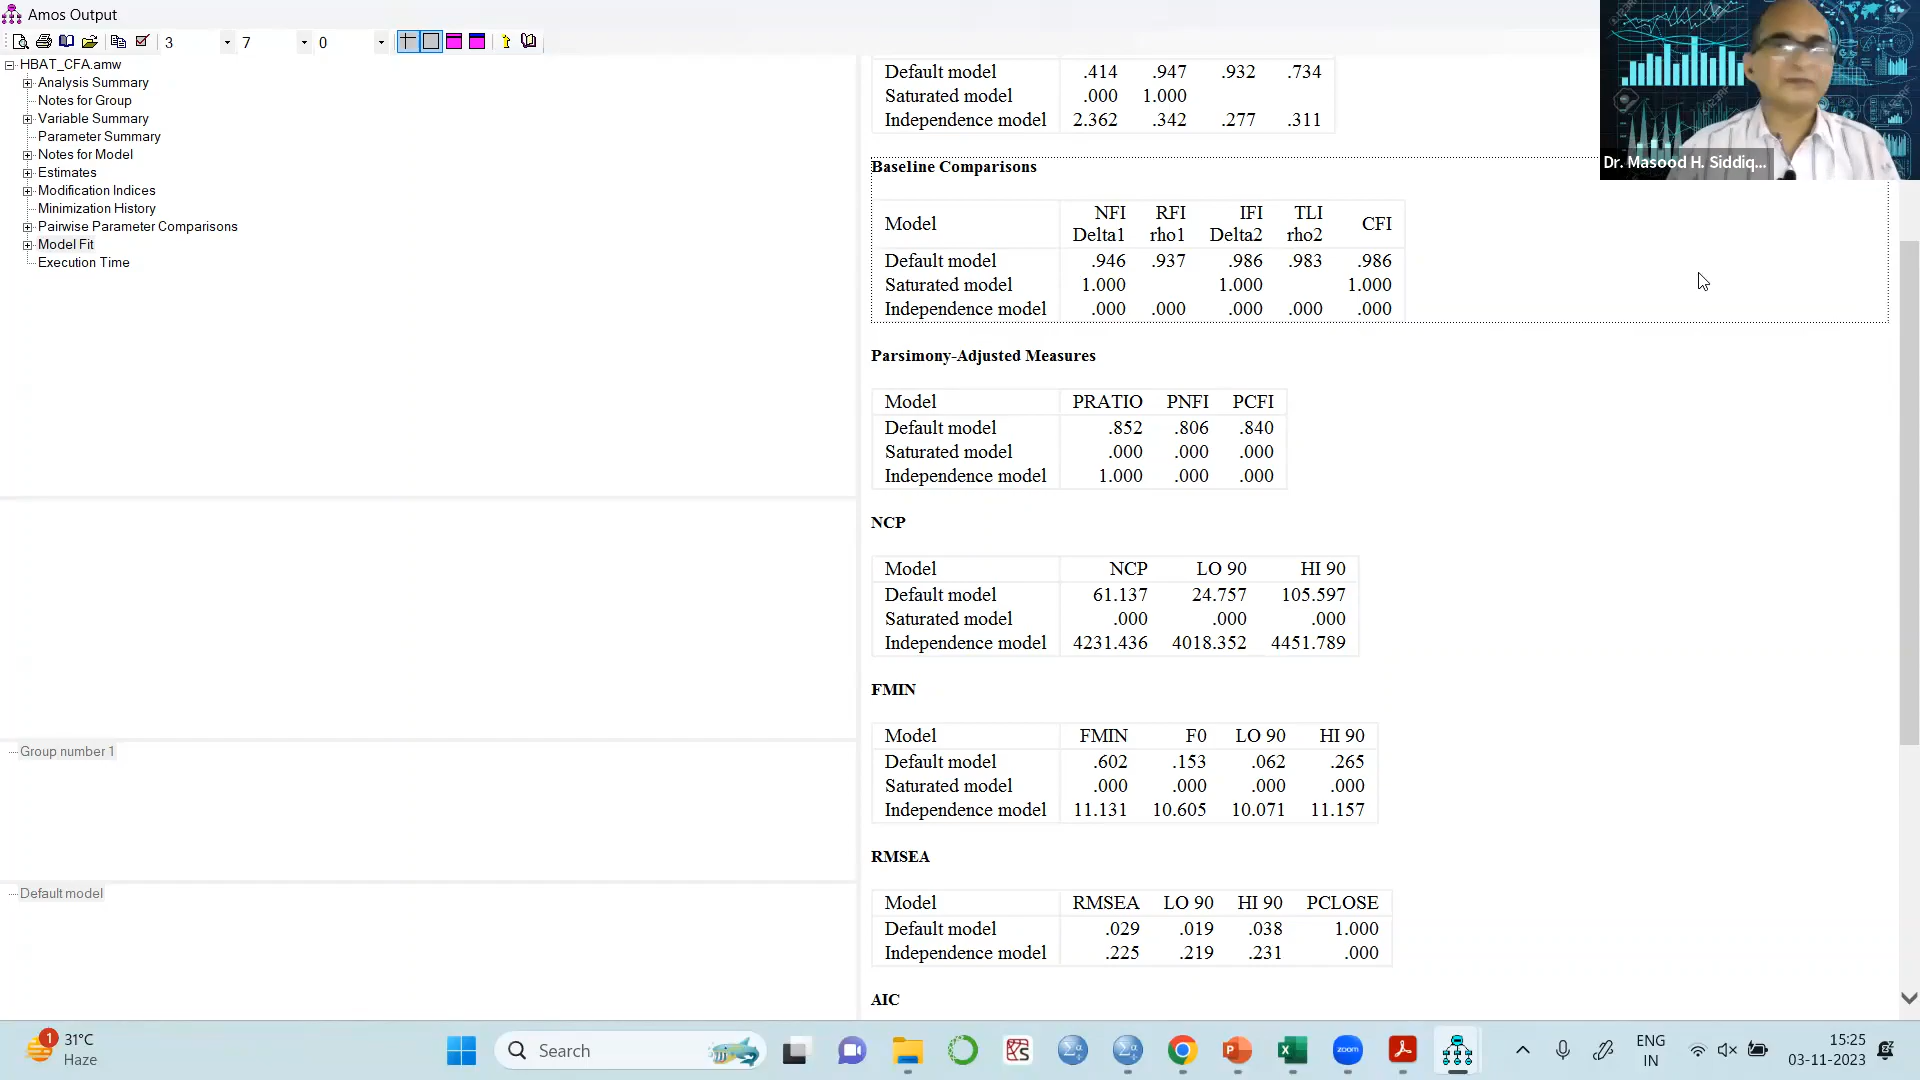 Amos Output
3 7 0
HBAT_CFA.amw
Analysis Summary
Notes for Group
Variable Summary
Parameter Summary
Notes for Model
Estimates
Modification Indices
Minimization History
Pairwise Parameter Comparisons
Model Fit
Execution Time
Group number 1
Default model
Default model .414 .947 .932 .734
Saturated model .000 1.000
Independence model 2.362 .342 .277 .311
Baseline Comparisons
Model NFI Delta1 RFI rho1 IFI Delta2 TLI rho2 CFI
Default model .946 .937 .986 .983 .986
Saturated model 1.000 1.000 1.000
Independence model .000 .000 .000 .000 .000
Parsimony-Adjusted Measures
Model PRATIO PNFI PCFI
Default model .852 .806 .840
Saturated model .000 .000 .000
Independence model 1.000 .000 .000
NCP
Model NCP LO 90 HI 90
Default model 61.137 24.757 105.597
Saturated model .000 .000 .000
Independence model 4231.436 4018.352 4451.789
FMIN
Model FMIN F0 LO 90 HI 90
Default model .602 .153 .062 .265
Saturated model .000 .000 .000 .000
Independence model 11.131 10.605 10.071 11.157
RMSEA
Model RMSEA LO 90 HI 90 PCLOSE
Default model .029 .019 .038 1.000
Independence model .225 .219 .231 .000
AIC
Dr. Masood H. Siddiq...
1
31°C
Haze
Search
zoom
ENG
IN
15:25
03-11-2023